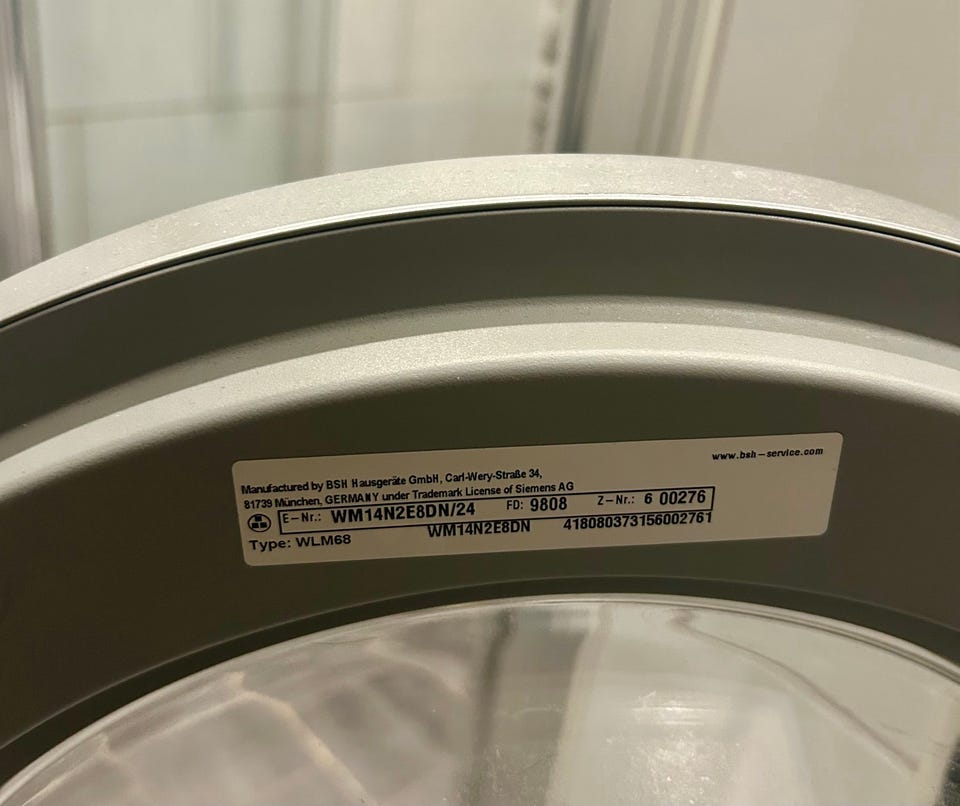 www.bsh-service.com
Manufactured by BSH Hausgeräte GmbH, Carl-Wery-Straße 34,
81739 München, GERMANY under Trademark License of Siemens AG
E-Nr.: WM14N2E8DN/24 FD: 9808 Z-Nr.: 6 00276
Type: WLM68 WM14N2E8DN 418080373156002761